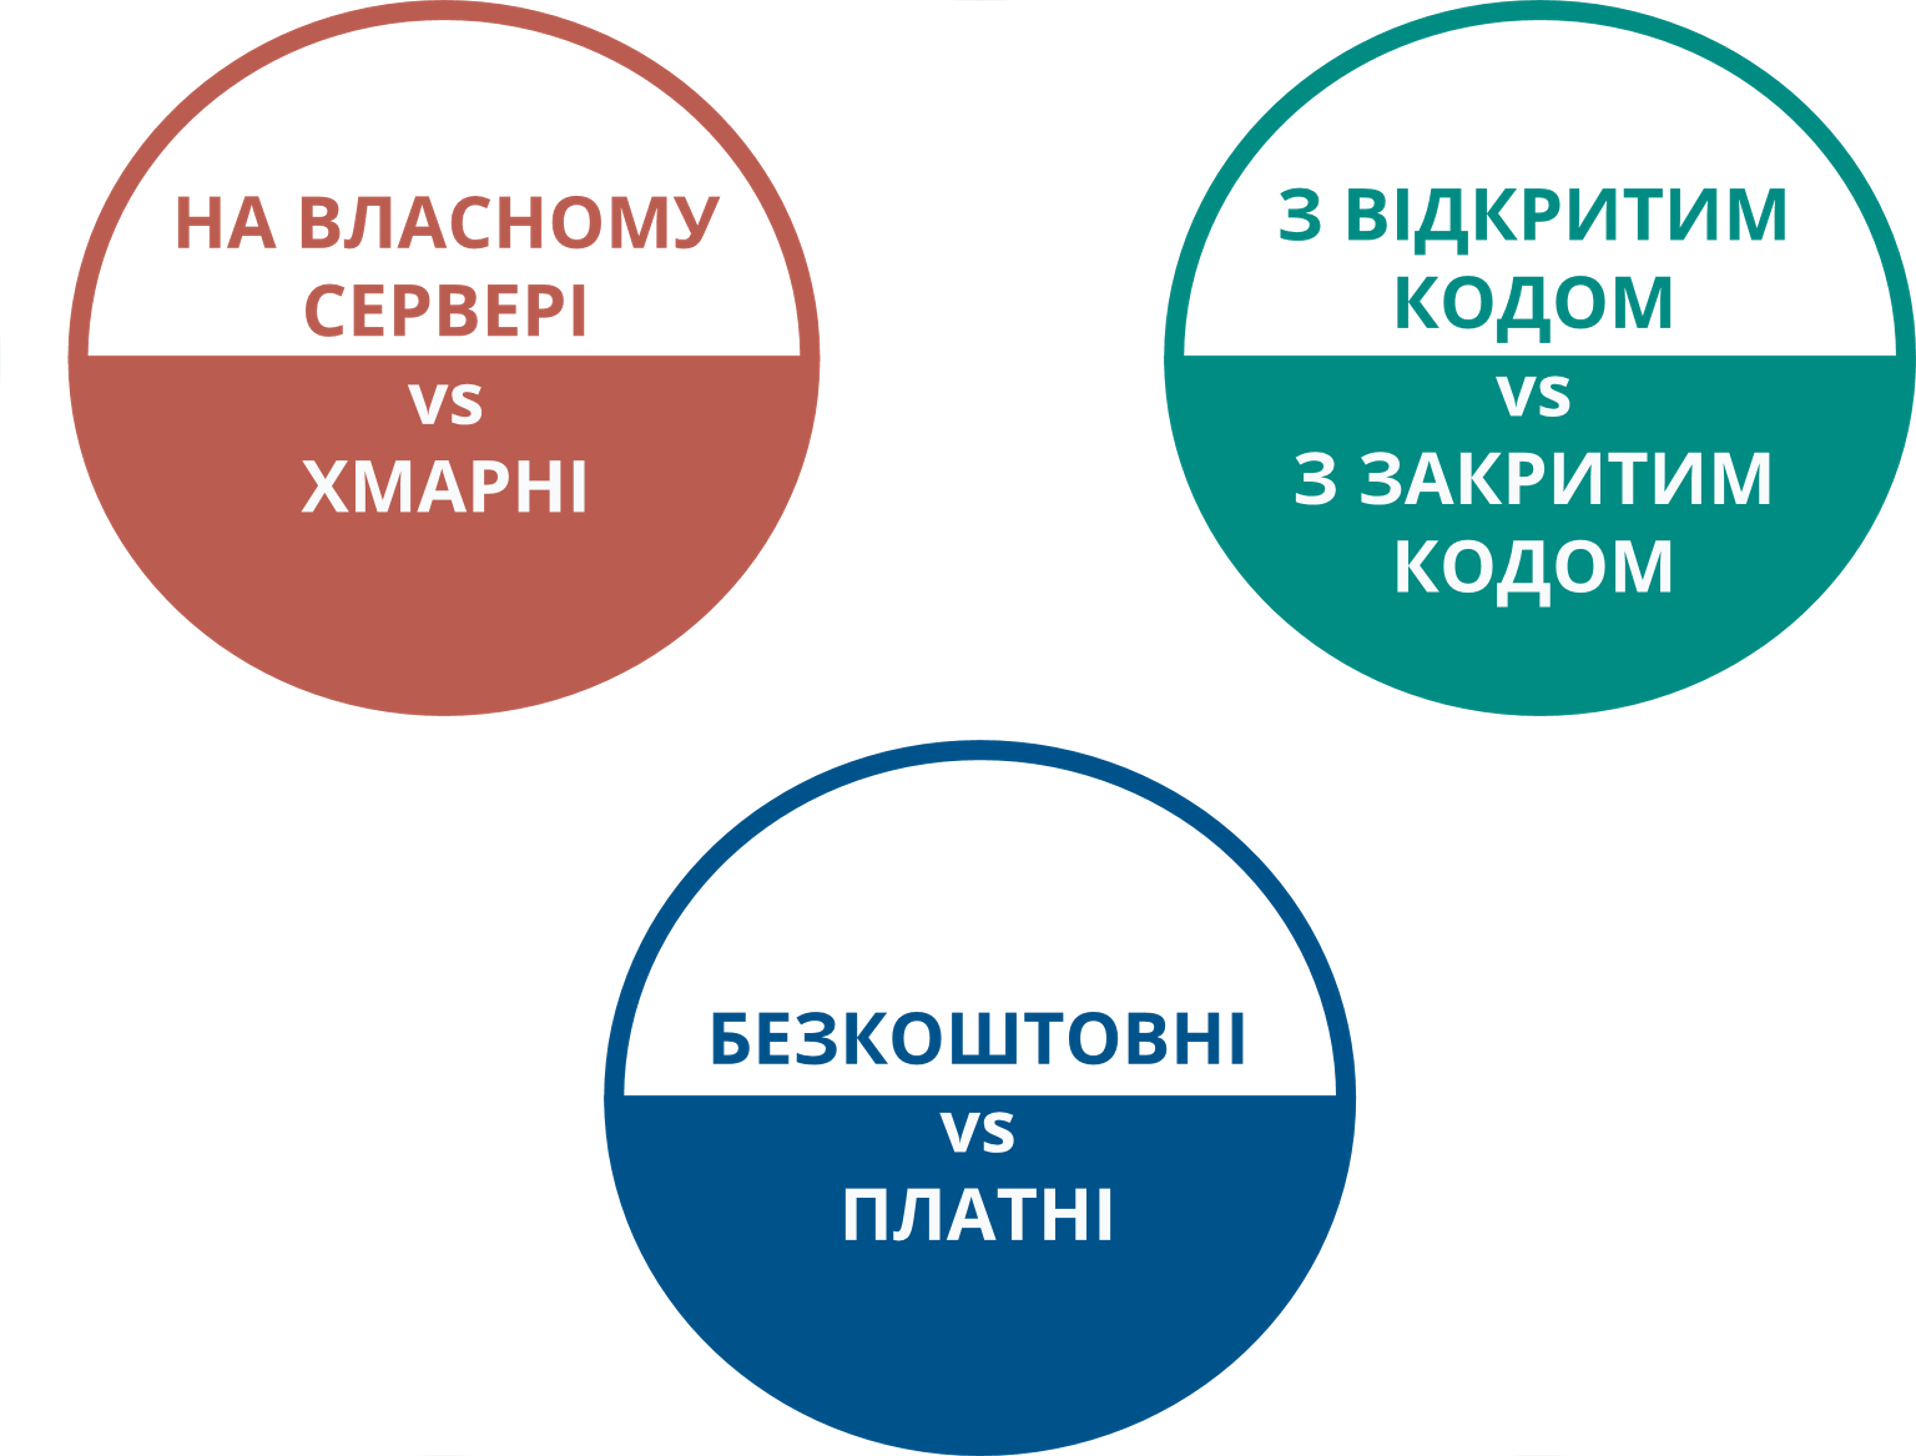 НА ВЛАСНОМУ
СЕРВЕРІ
vs
ХМАРНІ
З ВІДКРИТИМ
КОДОМ
vs
З ЗАКРИТИМ
КОДОМ
БЕЗКОШТОВНІ
vs
ПЛАТНІ